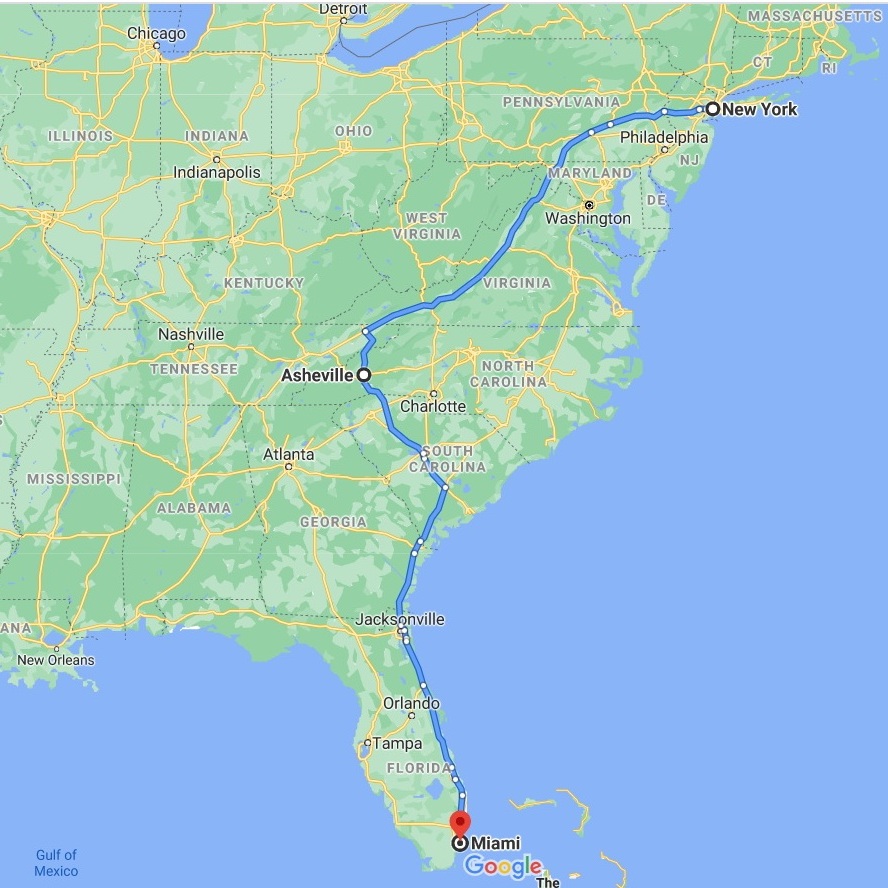 Detroit
MASSACHUSETTS
Chicago
CT
RI
PENNSYLVANIA
New York
ILLINOIS
INDIANA
OHIO
Philadelphia
NJ
Indianapolis
MARYLAND
DE
Washington
WEST
VIRGINIA
KENTUCKY
VIRGINIA
Nashville
TENNESSEE
Asheville
NORTH
CAROLINA
Charlotte
Atlanta
SOUTH
CAROLINA
MISSISSIPPI
ALABAMA
GEORGIA
Jacksonville
ANA
New Orleans
Orlando
Tampa
FLORIDA
Miami
Gulf of
Mexico
Google
The